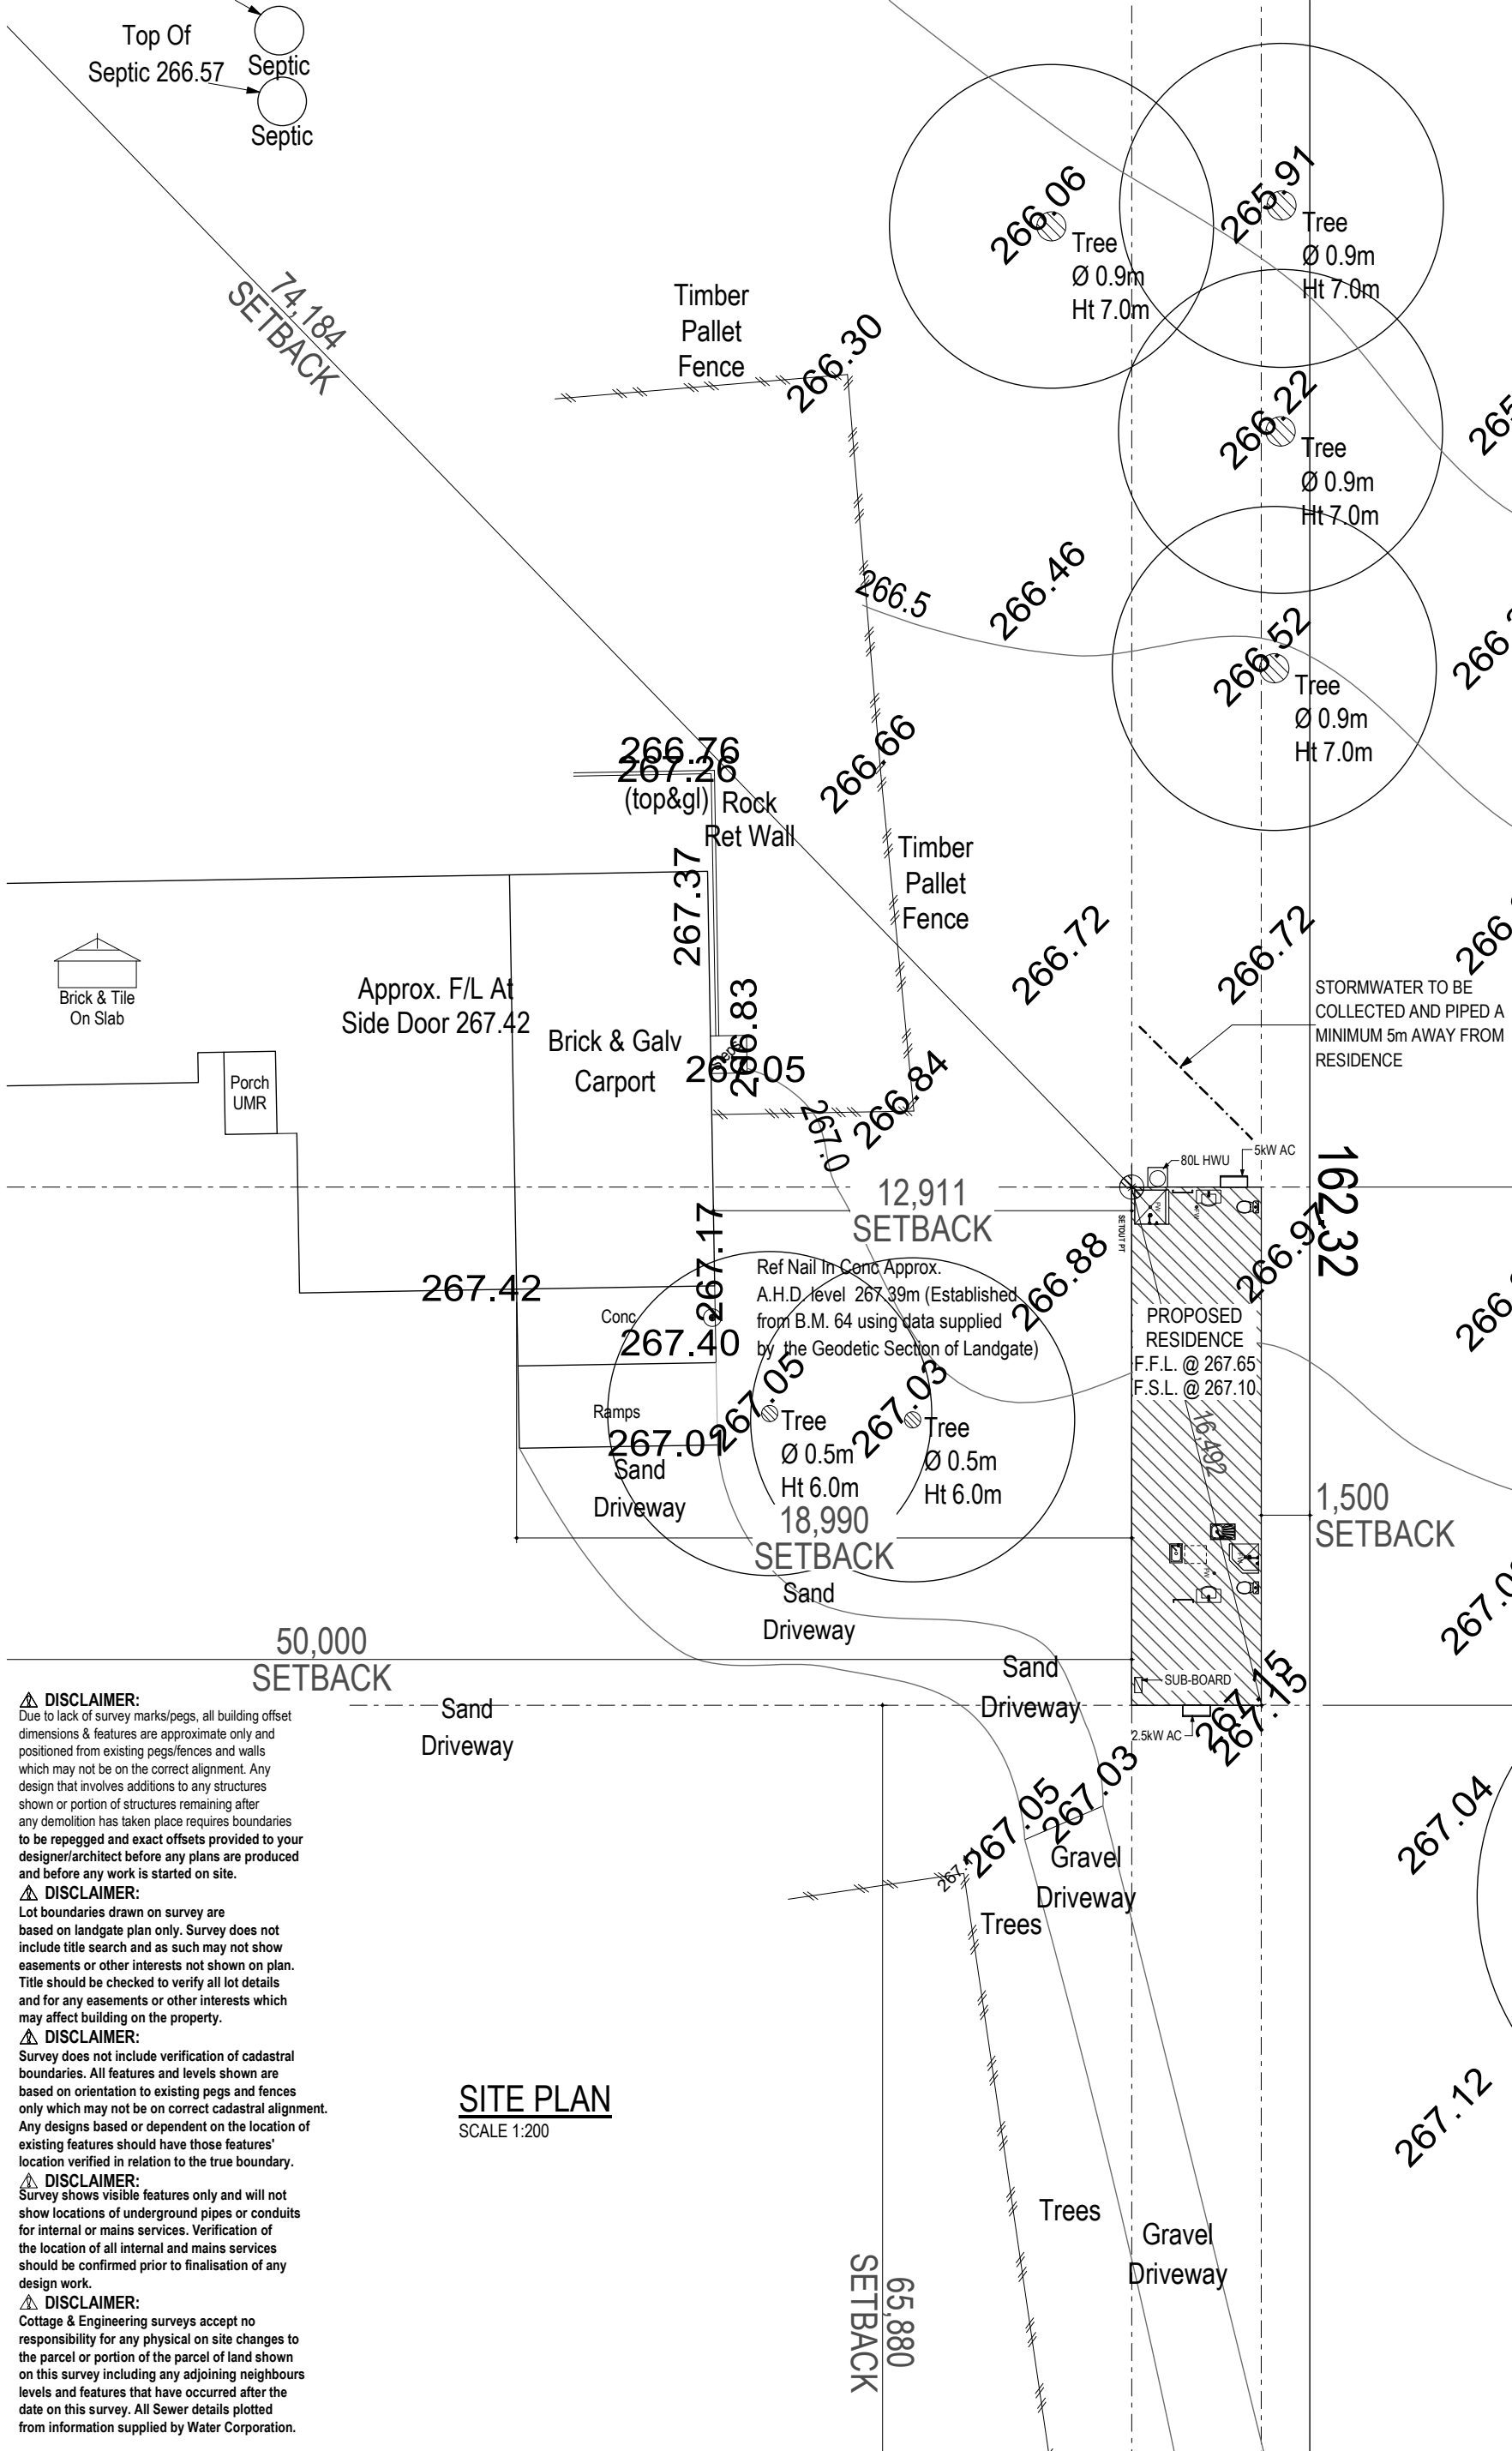 Top Of
Septic 266.57
Septic
Septic
74,184
SETBACK
Timber
Pallet
Fence
266.30
266.06
Tree
Ø 0.9m
Ht 7.0m
265.91
Tree
Ø 0.9m
Ht 7.0m
266.22
Tree
Ø 0.9m
Ht 7.0m
266.5
266.46
266.52
Tree
Ø 0.9m
Ht 7.0m
266.76
267.26
(top&gl)
Rock
Ret Wall
266.66
267.37
Timber
Pallet
Fence
266.72
266.72
Brick & Tile
On Slab
Approx. F/L At
Side Door 267.42
Brick & Galv
Carport
266.83
267.05
Porch
UMR
267.0
266.84
STORMWATER TO BE
COLLECTED AND PIPED A
MINIMUM 5m AWAY FROM
RESIDENCE
80L HWU
5kW AC
162.32
12,911
SETBACK
SETOUT PT
267.17
267.42
Conc
267.40
Ref Nail In Conc Approx.
A.H.D. level 267.39m (Established
from B.M. 64 using data supplied
by the Geodetic Section of Landgate)
266.88
266.97
PROPOSED
RESIDENCE
F.F.L. @ 267.65
F.S.L. @ 267.10
16,492
Ramps
267.01
267.05
Tree
Ø 0.5m
Ht 6.0m
267.03
Tree
Ø 0.5m
Ht 6.0m
Sand
Driveway
18,990
SETBACK
1,500
SETBACK
Sand
Driveway
50,000
SETBACK
Sand
Driveway
Sand
Driveway
SUB-BOARD
267.15
267.15
2.5kW AC
267.05
267.03
Gravel
Driveway
Trees
267.04
267.12
DISCLAIMER:
Due to lack of survey marks/pegs, all building offset
dimensions & features are approximate only and
positioned from existing pegs/fences and walls
which may not be on the correct alignment. Any
design that involves additions to any structures
shown or portion of structures remaining after
any demolition has taken place requires boundaries
to be repegged and exact offsets provided to your
designer/architect before any plans are produced
and before any work is started on site.
DISCLAIMER:
Lot boundaries drawn on survey are
based on landgate plan only. Survey does not
include title search and as such may not show
easements or other interests not shown on plan.
Title should be checked to verify all lot details
and for any easements or other interests which
may affect building on the property.
DISCLAIMER:
Survey does not include verification of cadastral
boundaries. All features and levels shown are
based on orientation to existing pegs and fences
only which may not be on correct cadastral alignment.
Any designs based or dependent on the location of
existing features should have those features'
location verified in relation to the true boundary.
DISCLAIMER:
Survey shows visible features only and will not
show locations of underground pipes or conduits
for internal or mains services. Verification of
the location of all internal and mains services
should be confirmed prior to finalisation of any
design work.
DISCLAIMER:
Cottage & Engineering surveys accept no
responsibility for any physical on site changes to
the parcel or portion of the parcel of land shown
on this survey including any adjoining neighbours
levels and features that have occurred after the
date on this survey. All Sewer details plotted
from information supplied by Water Corporation.
SITE PLAN
SCALE 1:200
Trees
Gravel
Driveway
65,880
SETBACK